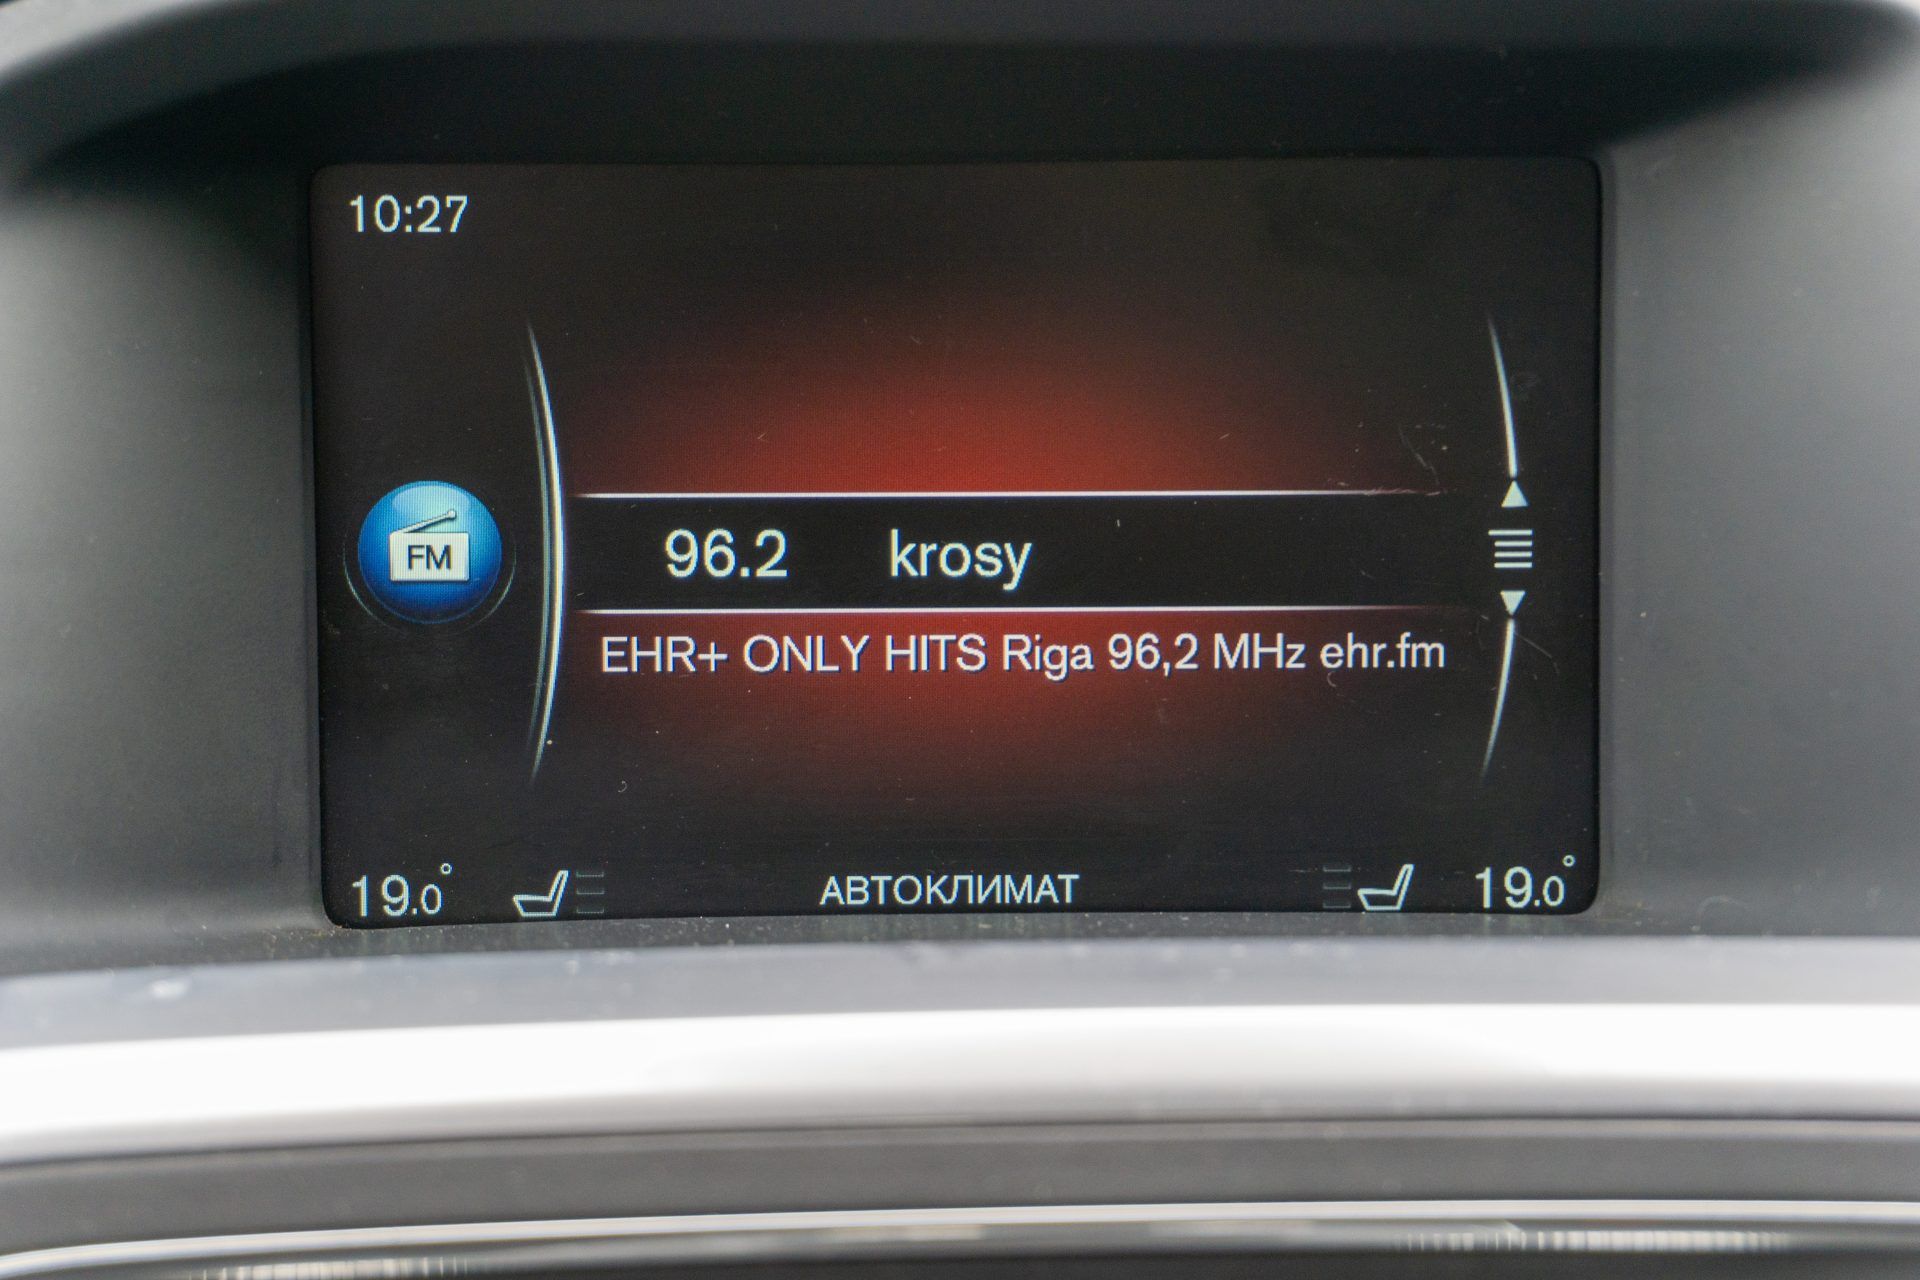 10:27
FM
96.2 krosy
EHR+ ONLY HITS Riga 96,2 MHz ehr.fm
19.0° АВТОКЛИМАТ 19.0°